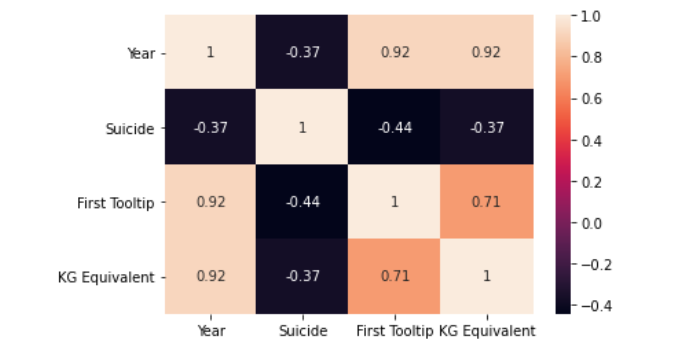 Year 1 -0.37 0.92 0.92
Suicide -0.37 1 -0.44 -0.37
First Tooltip 0.92 -0.44 1 0.71
KG Equivalent 0.92 -0.37 0.71 1
Year Suicide First Tooltip KG Equivalent
1.0
0.8
0.6
0.4
0.2
0.0
−0.2
−0.4